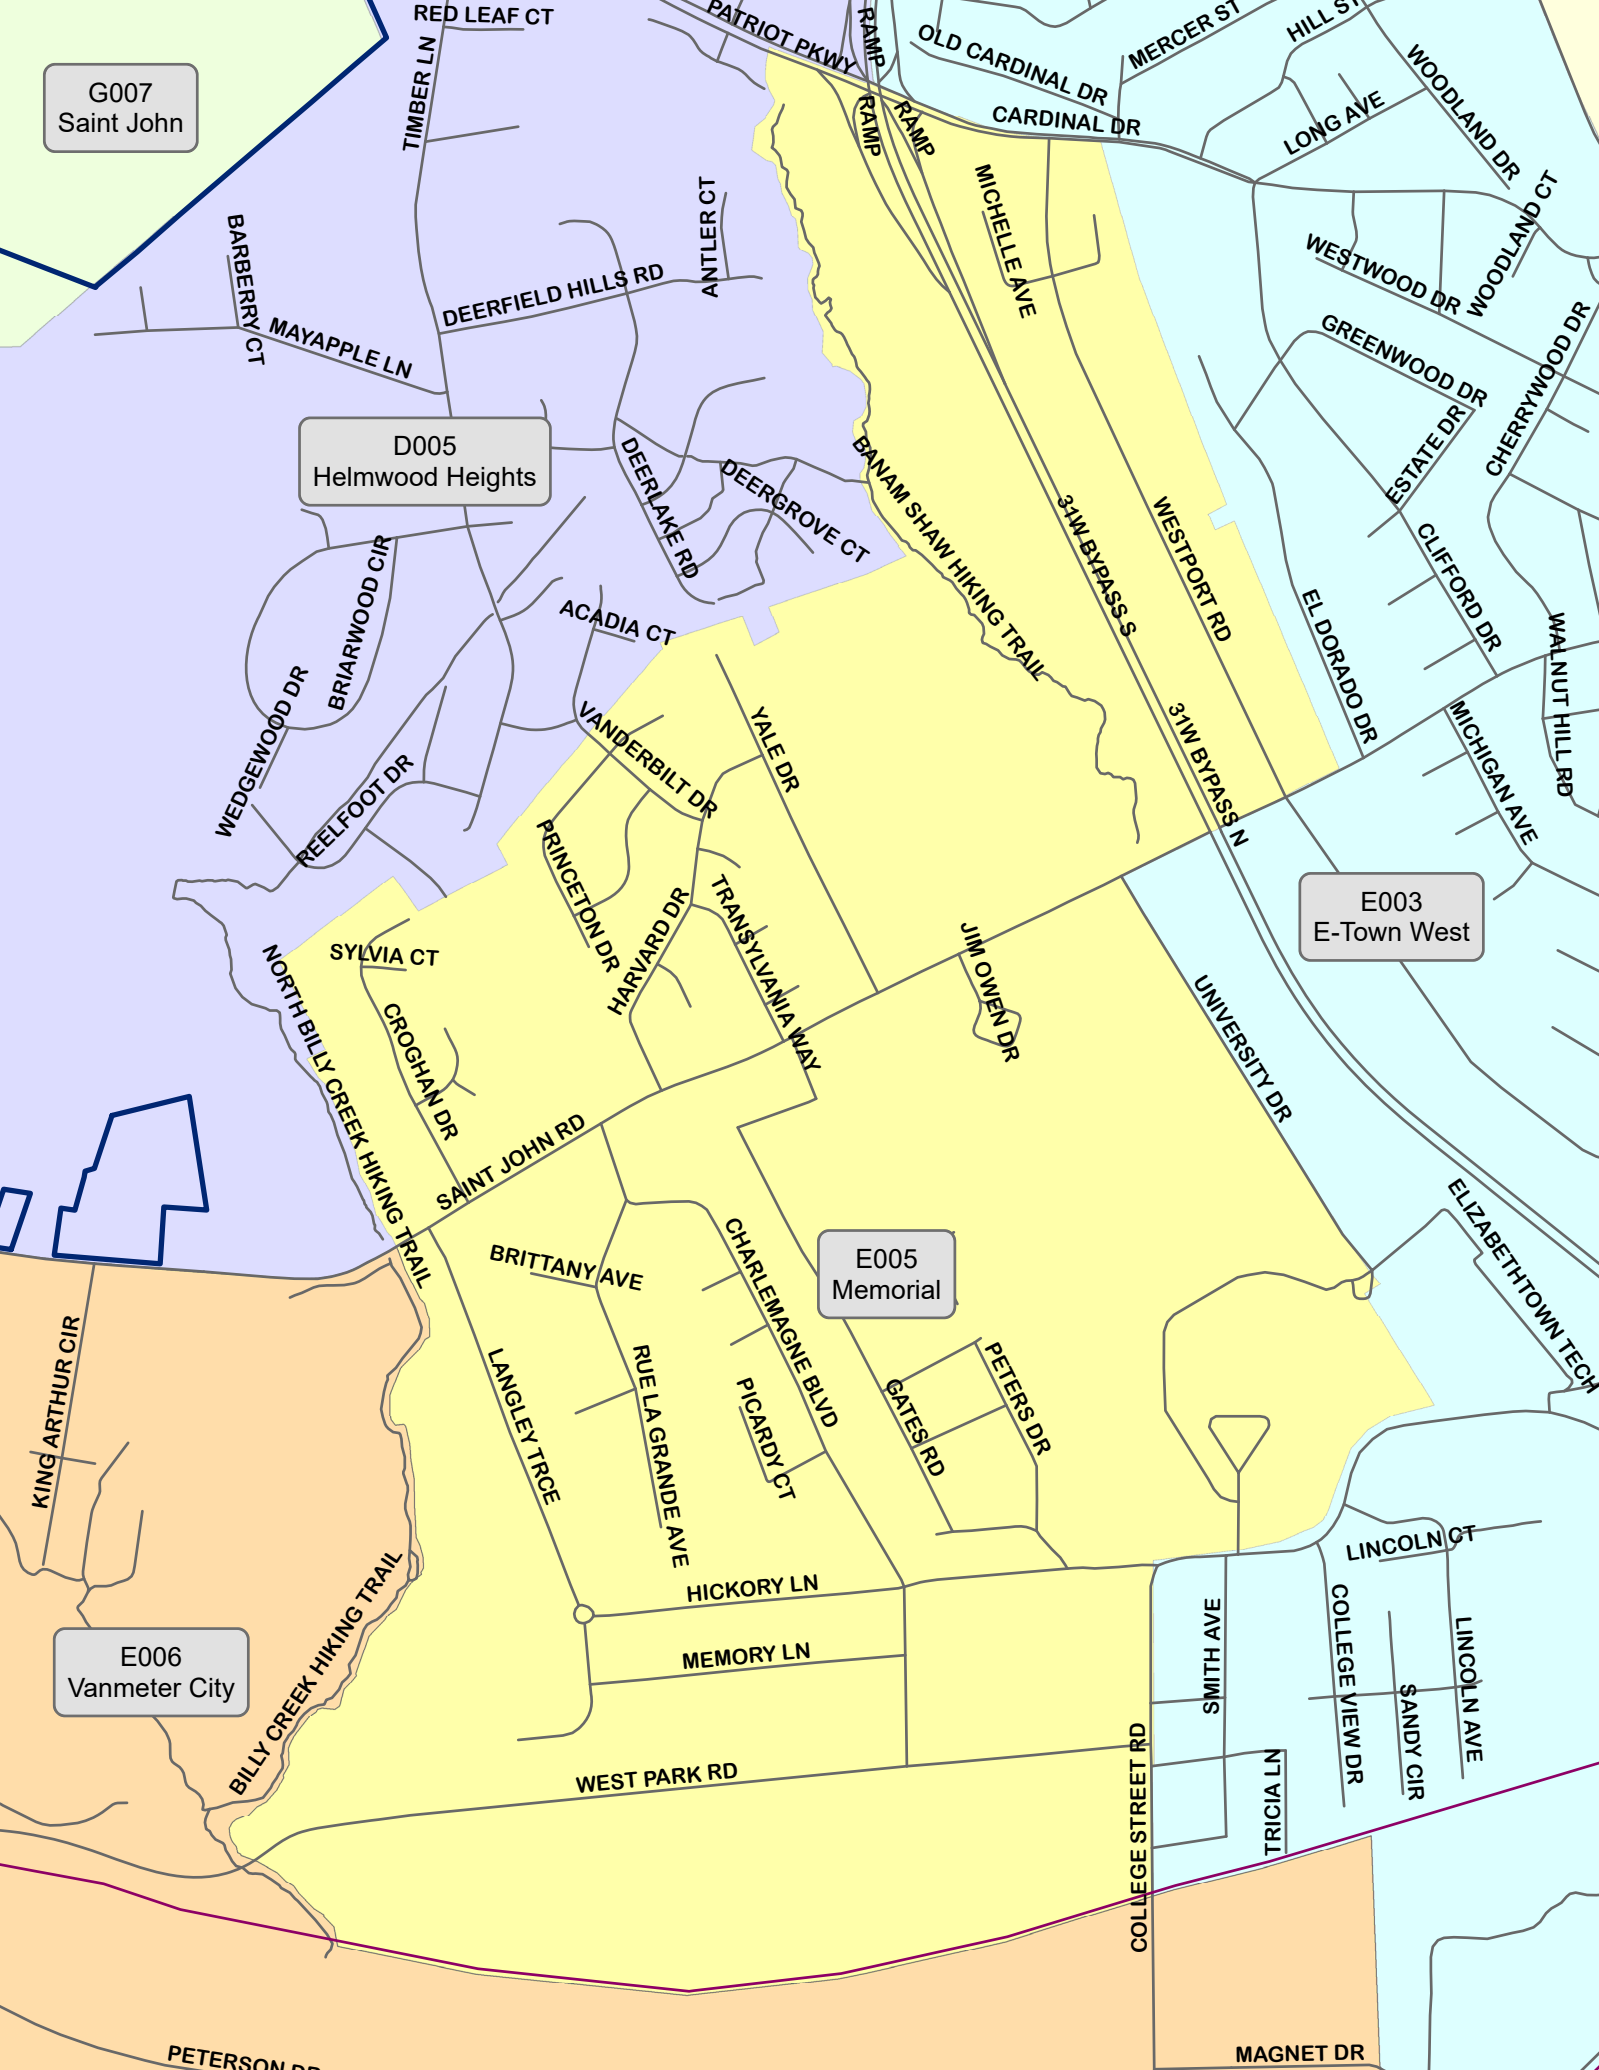 RED LEAF CT
PATRIOT PKWY
RAMP
OLD CARDINAL DR
MERCER ST
HILL ST
TIMBER LN
G007
Saint John
RAMP
RAMP
CARDINAL DR
LONG AVE
WOODLAND DR
MICHELLE AVE
WOODLAND CT
ANTLER CT
BARBERRY CT
DEERFIELD HILLS RD
WESTWOOD DR
MAYAPPLE LN
GREENWOOD DR
CHERRYWOOD DR
D005
Helmwood Heights
ESTATE DR
DEERLAKE RD
DEERGROVE CT
BANAM SHAW HIKING TRAIL
31W BYPASS S
WESTPORT RD
CLIFFORD DR
BRIARWOOD CIR
ACADIA CT
EL DORADO DR
WALNUT HILL RD
WEDGEWOOD DR
VANDERBILT DR
YALE DR
31W BYPASS N
MICHIGAN AVE
REELFOOT DR
PRINCETON DR
HARVARD DR
TRANSYLVANIA WAY
E003
E-Town West
SYLVIA CT
JIM OWEN DR
NORTH BILLY CREEK HIKING TRAIL
CROGHAN DR
UNIVERSITY DR
SAINT JOHN RD
ELIZABETHTOWN TECH
BRITTANY AVE
CHARLEMAGNE BLVD
E005
Memorial
KING ARTHUR CIR
LANGLEY TRCE
RUE LA GRANDE AVE
PICARDY CT
GATES RD
PETERS DR
LINCOLN CT
BILLY CREEK HIKING TRAIL
HICKORY LN
COLLEGE VIEW DR
SMITH AVE
LINCOLN AVE
E006
Vanmeter City
MEMORY LN
SANDY CIR
WEST PARK RD
COLLEGE STREET RD
TRICIA LN
PETERSON DR
MAGNET DR